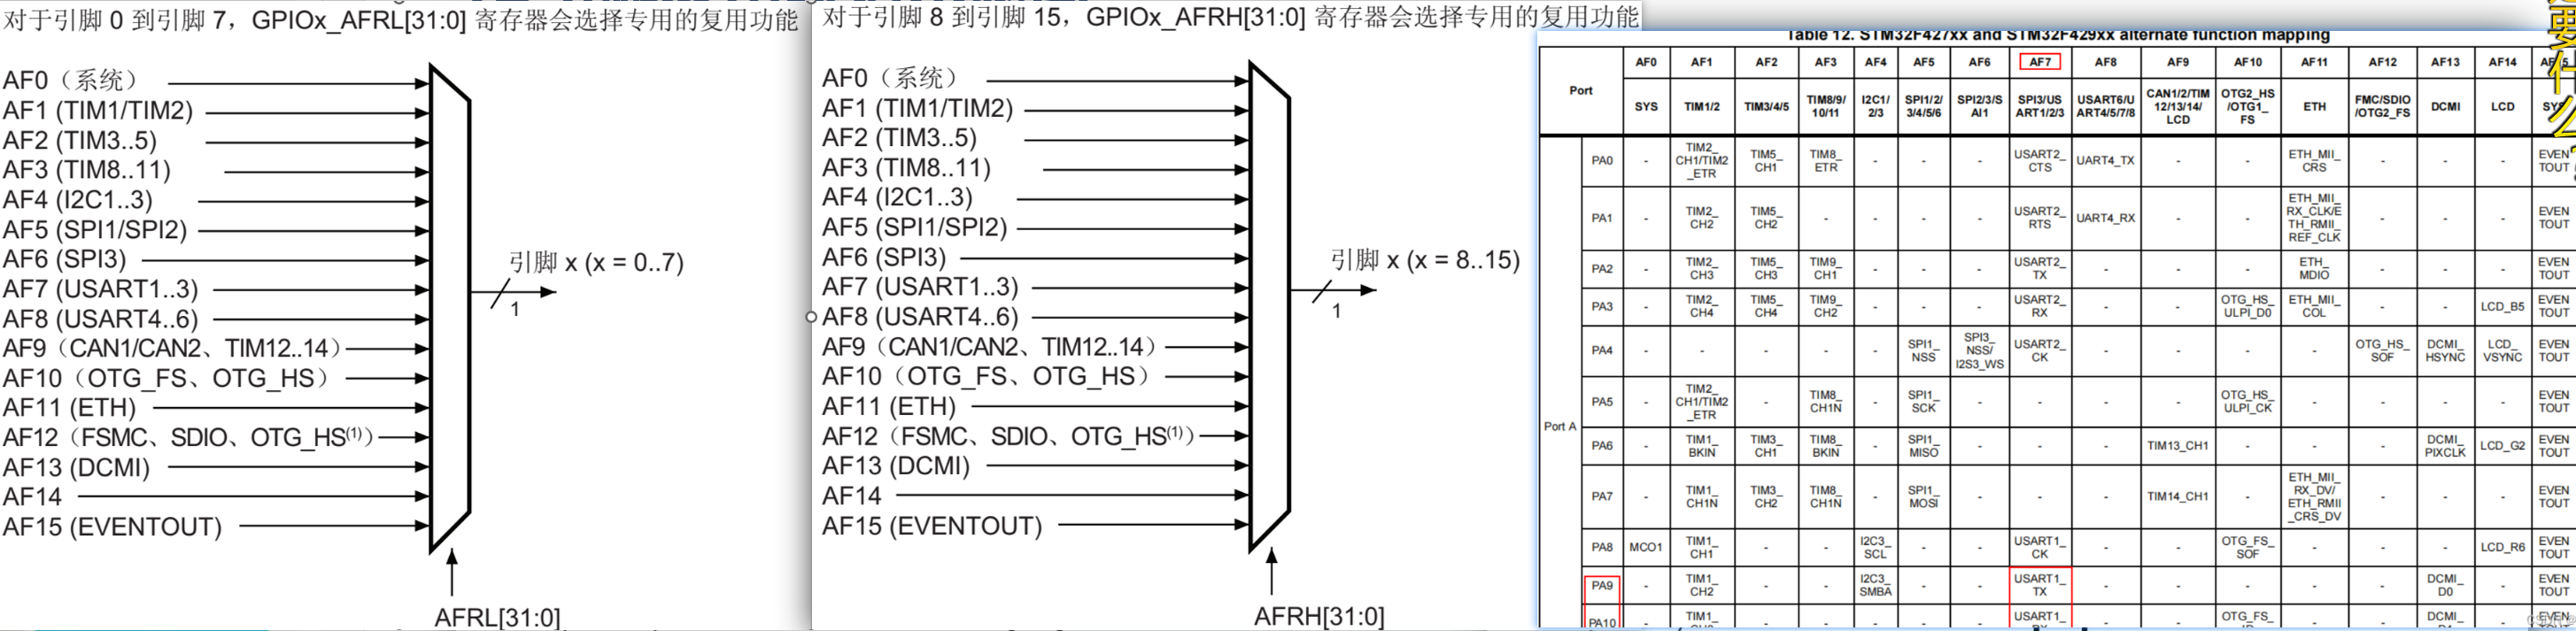 对于引脚 0 到引脚 7，GPIOx_AFRL[31:0] 寄存器会选择专用的复用功能
AF0（系统）
AF1 (TIM1/TIM2)
AF2 (TIM3..5)
AF3 (TIM8..11)
AF4 (I2C1..3)
AF5 (SPI1/SPI2)
AF6 (SPI3)
AF7 (USART1..3)
AF8 (USART4..6)
AF9（CAN1/CAN2、TIM12..14）
AF10（OTG_FS、OTG_HS）
AF11 (ETH)
AF12（FSMC、SDIO、OTG_HS(1)）
AF13 (DCMI)
AF14
AF15 (EVENTOUT)
引脚 x (x = 0..7)
1
AFRL[31:0]
对于引脚 8 到引脚 15，GPIOx_AFRH[31:0] 寄存器会选择专用的复用功能
AF0（系统）
AF1 (TIM1/TIM2)
AF2 (TIM3..5)
AF3 (TIM8..11)
AF4 (I2C1..3)
AF5 (SPI1/SPI2)
AF6 (SPI3)
AF7 (USART1..3)
AF8 (USART4..6)
AF9（CAN1/CAN2、TIM12..14）
AF10（OTG_FS、OTG_HS）
AF11 (ETH)
AF12（FSMC、SDIO、OTG_HS(1)）
AF13 (DCMI)
AF14
AF15 (EVENTOUT)
引脚 x (x = 8..15)
1
AFRH[31:0]
Table 12. STM32F427xx and STM32F429xx alternate function mapping
Port AF0 AF1 AF2 AF3 AF4 AF5 AF6 AF7 AF8 AF9 AF10 AF11 AF12 AF13 AF14
SYS TIM1/2 TIM3/4/5 TIM8/9/10/11 I2C1/2/3 SPI1/2/3/4/5/6 SPI2/3/SAI1 SPI3/USART1/2/3 USART6/UART4/5/7/8 CAN1/2/TIM12/13/14/LCD OTG2_HS/OTG1_FS ETH FMC/SDIO/OTG2_FS DCMI LCD
Port A
PA0 - TIM2_CH1/TIM2_ETR TIM5_CH1 TIM8_ETR - - - USART2_CTS UART4_TX - - ETH_MII_CRS - - - EVENTOUT
PA1 - TIM2_CH2 TIM5_CH2 - - - - USART2_RTS UART4_RX - - ETH_MII_RX_CLK/ETH_RMII_REF_CLK - - - EVENTOUT
PA2 - TIM2_CH3 TIM5_CH3 TIM9_CH1 - - - USART2_TX - - - ETH_MDIO - - - EVENTOUT
PA3 - TIM2_CH4 TIM5_CH4 TIM9_CH2 - - - USART2_RX - - OTG_HS_ULPI_D0 ETH_MII_COL - - LCD_B5 EVENTOUT
PA4 - - - - - SPI1_NSS SPI3_NSS/I2S3_WS USART2_CK - - - - OTG_HS_SOF DCMI_HSYNC LCD_VSYNC EVENTOUT
PA5 - TIM2_CH1/TIM2_ETR - TIM8_CH1N - SPI1_SCK - - - - OTG_HS_ULPI_CK - - - - EVENTOUT
PA6 - TIM1_BKIN TIM3_CH1 TIM8_BKIN - SPI1_MISO - - - TIM13_CH1 - - - DCMI_PIXCLK LCD_G2 EVENTOUT
PA7 - TIM1_CH1N TIM3_CH2 TIM8_CH1N - SPI1_MOSI - - - TIM14_CH1 - ETH_MII_RX_DV/ETH_RMII_CRS_DV - - - EVENTOUT
PA8 MCO1 TIM1_CH1 - - I2C3_SCL - - USART1_CK - - OTG_FS_SOF - - - LCD_R6 EVENTOUT
PA9 - TIM1_CH2 - - I2C3_SMBA - - USART1_TX - - - - - DCMI_D0 - EVENTOUT
PA10 - TIM1_ - - - - - USART1_ - - OTG_FS_ - - DCMI_ - EVEN
要什么